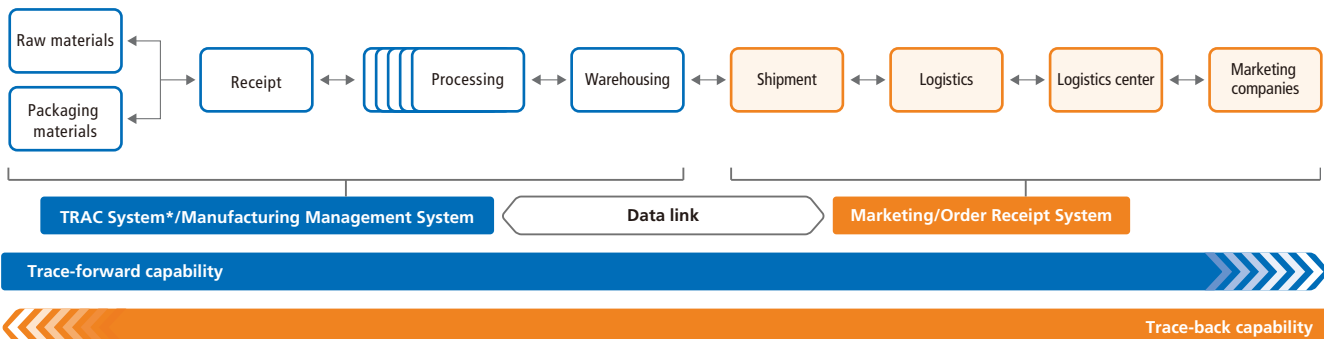 Raw materials
Packaging
materials
Receipt
Processing
Warehousing
Shipment
Logistics
Logistics center
Marketing
companies
TRAC System*/Manufacturing Management System
Data link
Marketing/Order Receipt System
Trace-forward capability
Trace-back capability